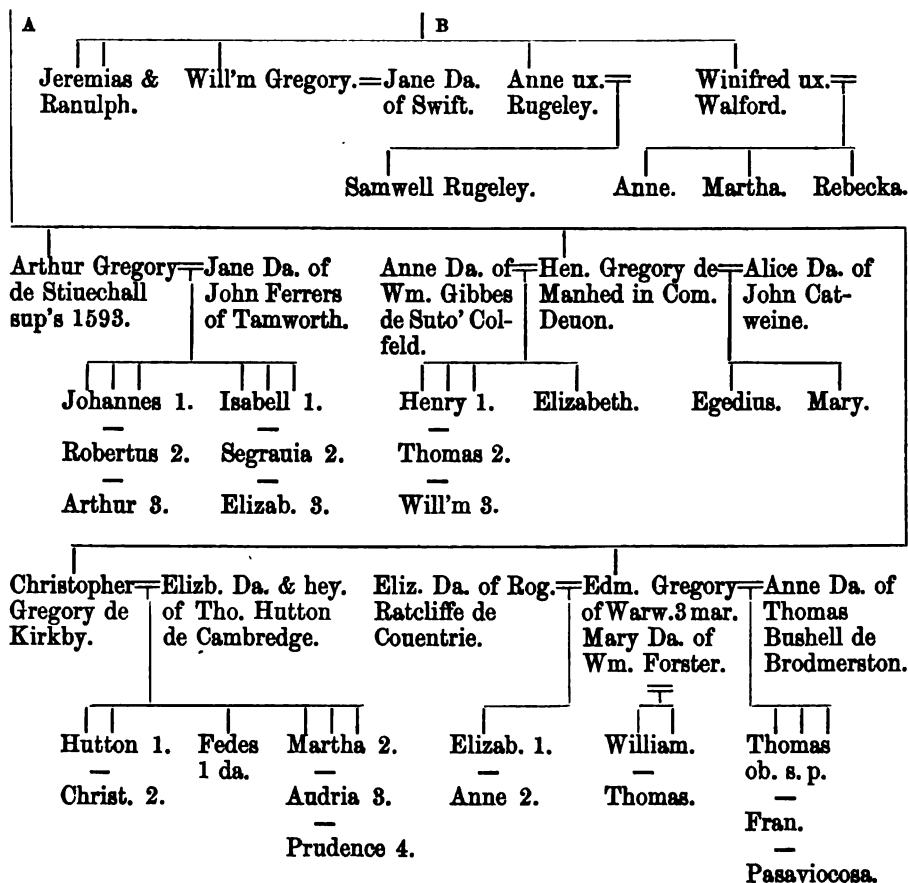 A
B
Jeremias &
Ranulph.
Will'm Gregory.
Jane Da.
of Swift.
Anne ux.
Rugeley.
Winifred ux.
Walford.
Samwell Rugeley.
Anne. Martha. Rebecka.
Arthur Gregory
de Stiuechall
sup's 1593.
Jane Da. of
John Ferrers
of Tamworth.
Anne Da. of
Wm. Gibbes
de Suto' Col-
feld.
Hen. Gregory de
Manhed in Com.
Deuon.
Alice Da. of
John Cat-
weine.
Johannes 1.
Robertus 2.
Arthur 3.
Isabell 1.
Segrauia 2.
Elizab. 3.
Henry 1.
Thomas 2.
Will'm 3.
Elizabeth.
Egedius. Mary.
Christopher
Gregory de
Kirkby.
Elizb. Da. & hey.
of Tho. Hutton
de Cambredge.
Eliz. Da. of Rog.
Ratcliffe de
Couentrie.
Edm. Gregory
of Warw. 3 mar.
Mary Da. of
Wm. Forster.
Anne Da. of
Thomas
Bushell de
Brodmerston.
Hutton 1.
Christ. 2.
Fedes
1 da.
Martha 2.
Audria 3.
Prudence 4.
Elizab. 1.
Anne 2.
William.
Thomas.
Thomas
ob. s. p.
Fran.
Pasaviocosa.